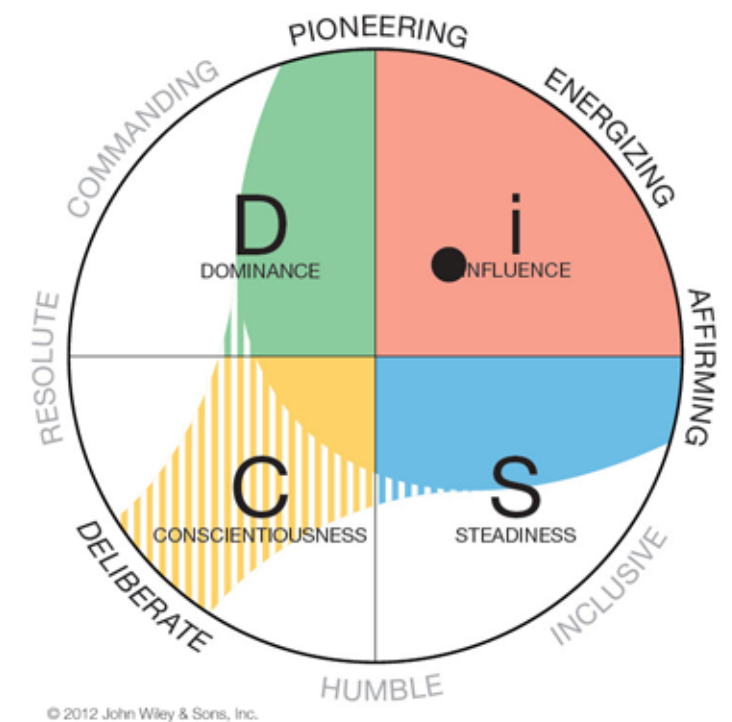 PIONEERING
COMMANDING
ENERGIZING
D
DOMINANCE
i
INFLUENCE
RESOLUTE
AFFIRMING
C
CONSCIENTIOUSNESS
S
STEADINESS
DELIBERATE
INCLUSIVE
HUMBLE
© 2012 John Wiley & Sons, Inc.